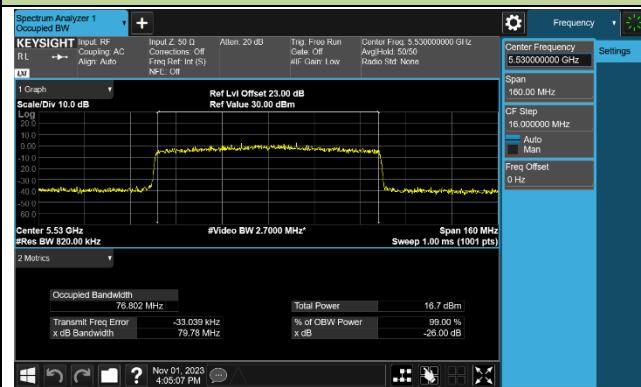 Spectrum Analyzer 1
Occupied BW
Frequency
KEYSIGHT
Input: RF
Input Z: 50 Ω
Atten: 20 dB
Trig: Free Run
Center Freq: 5.530000000 GHz
RL
Coupling: AC
Corrections: Off
Gate: Off
Avg|Hold: 50/50
Align: Auto
Freq Ref: Int (S)
#IF Gain: Low
Radio Std: None
NFE: Off
LXI
Center Frequency
5.530000000 GHz
Settings
Span
160.00 MHz
CF Step
16.000000 MHz
Auto
Man
Freq Offset
0 Hz
1 Graph
Ref Lvl Offset 23.00 dB
Scale/Div 10.0 dB
Ref Value 30.00 dBm
Log
20.0
10.0
0.00
-10.0
-20.0
-30.0
-40.0
-50.0
-60.0
Center 5.53 GHz
#Video BW 2.7000 MHz*
Span 160 MHz
#Res BW 820.00 kHz
Sweep 1.00 ms (1001 pts)
2 Metrics
Occupied Bandwidth
76.802 MHz
Total Power
16.7 dBm
Transmit Freq Error
-33.039 kHz
% of OBW Power
99.00 %
x dB Bandwidth
79.78 MHz
x dB
-26.00 dB
?
Nov 01, 2023
4:05:07 PM